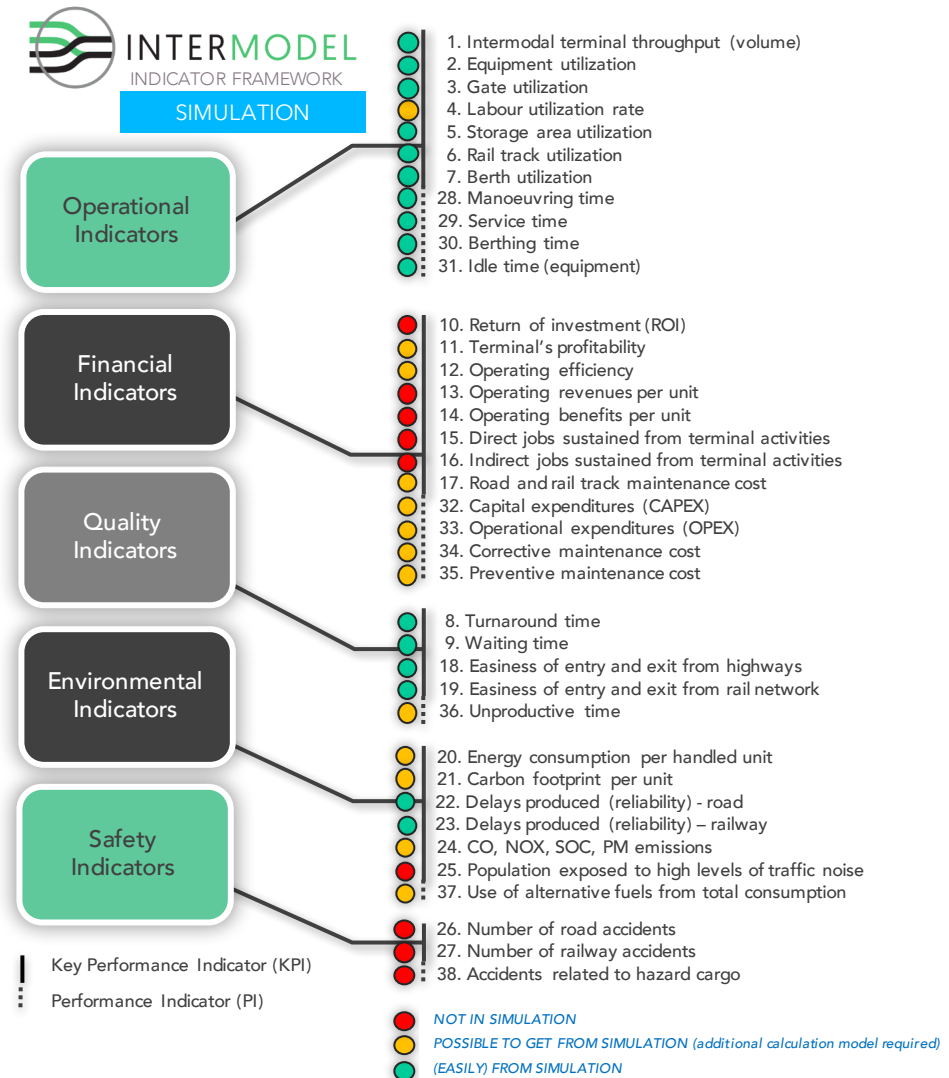 INTERMODEL
INDICATOR FRAMEWORK
SIMULATION
Operational
Indicators
1. Intermodal terminal throughput (volume)
2. Equipment utilization
3. Gate utilization
4. Labour utilization rate
5. Storage area utilization
6. Rail track utilization
7. Berth utilization
28. Manoeuvring time
29. Service time
30. Berthing time
31. Idle time (equipment)
Financial
Indicators
10. Return of investment (ROI)
11. Terminal's profitability
12. Operating efficiency
13. Operating revenues per unit
14. Operating benefits per unit
15. Direct jobs sustained from terminal activities
16. Indirect jobs sustained from terminal activities
17. Road and rail track maintenance cost
32. Capital expenditures (CAPEX)
33. Operational expenditures (OPEX)
34. Corrective maintenance cost
35. Preventive maintenance cost
Quality
Indicators
8. Turnaround time
9. Waiting time
18. Easiness of entry and exit from highways
19. Easiness of entry and exit from rail network
36. Unproductive time
Environmental
Indicators
20. Energy consumption per handled unit
21. Carbon footprint per unit
22. Delays produced (reliability) - road
23. Delays produced (reliability) – railway
24. CO, NOX, SOC, PM emissions
25. Population exposed to high levels of traffic noise
37. Use of alternative fuels from total consumption
Safety
Indicators
26. Number of road accidents
27. Number of railway accidents
38. Accidents related to hazard cargo
Key Performance Indicator (KPI)
Performance Indicator (PI)
NOT IN SIMULATION
POSSIBLE TO GET FROM SIMULATION (additional calculation model required)
(EASILY) FROM SIMULATION